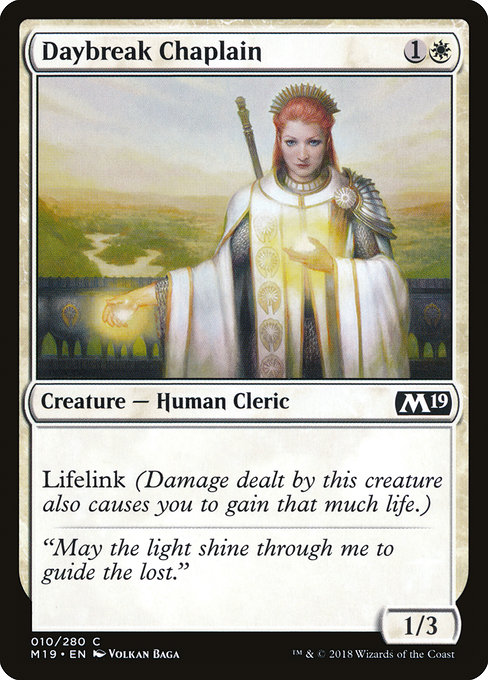 Daybreak Chaplain 1
Creature — Human Cleric M19
Lifelink (Damage dealt by this creature
also causes you to gain that much life.)
“May the light shine through me to
guide the lost.”
1/3
010/280 C
M19 • EN Volkan Baga ™ & © 2018 Wizards of the Coast